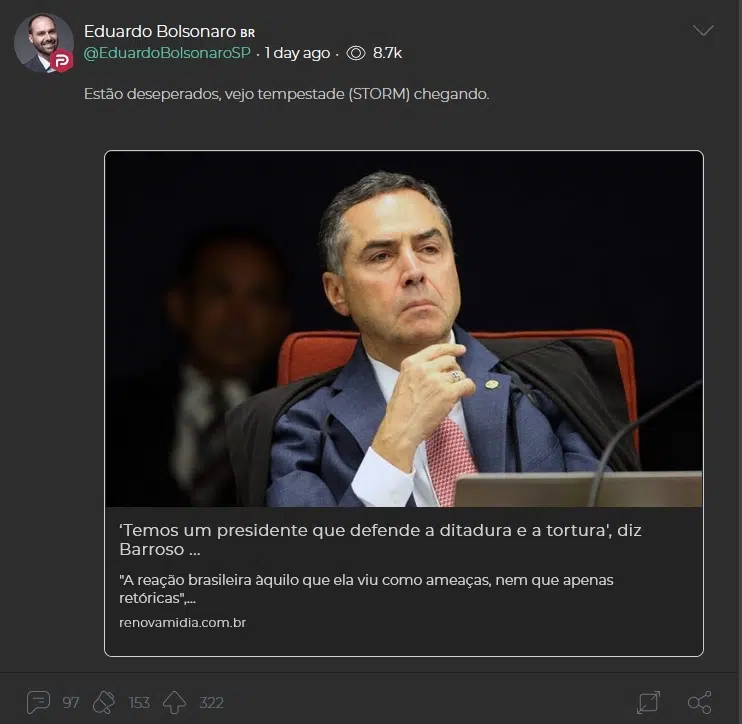 Eduardo Bolsonaro BR
@EduardoBolsonaroSP · 1 day ago · 8.7k
Estão deseperados, vejo tempestade (STORM) chegando.
‘Temos um presidente que defende a ditadura e a tortura', diz
Barroso ...
"A reação brasileira àquilo que ela viu como ameaças, nem que apenas
retóricas",...
renovamidia.com.br
97 153 322